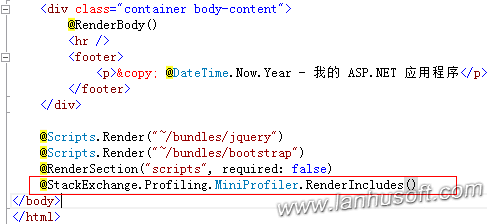 <div class="container body-content">
@RenderBody()
<hr />
<footer>
<p>&copy; @DateTime.Now.Year - 我的 ASP.NET 应用程序</p>
</footer>
</div>
@Scripts.Render("~/bundles/jquery")
@Scripts.Render("~/bundles/bootstrap")
@RenderSection("scripts", required: false)
@StackExchange.Profiling.MiniProfiler.RenderIncludes()
</body>
</html>
www.lanhusoft.com